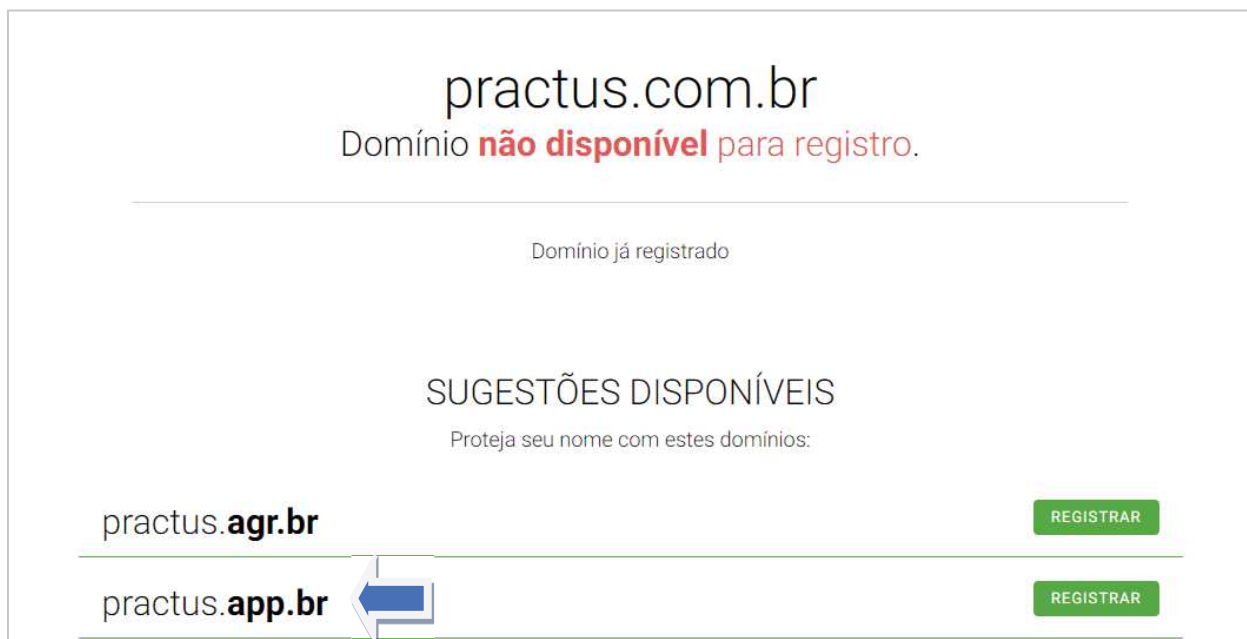 practus.com.br
Domínio não disponível para registro.
Domínio já registrado
SUGESTÕES DISPONÍVEIS
Proteja seu nome com estes domínios:
practus.agr.br REGISTRAR
practus.app.br REGISTRAR